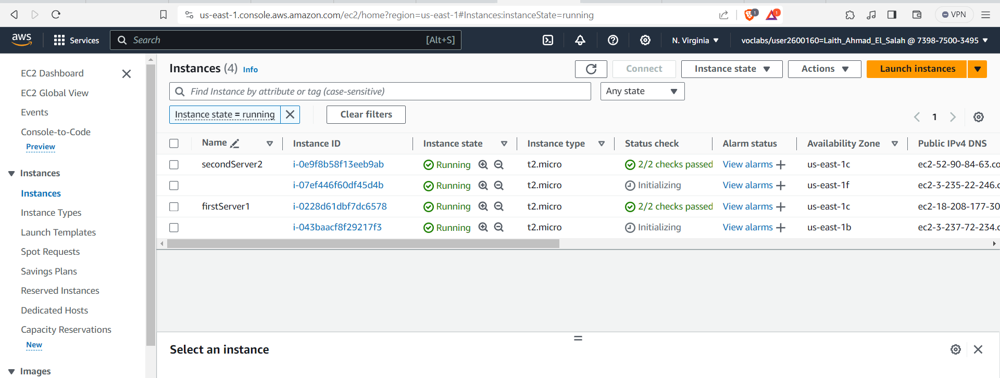 us-east-1.console.aws.amazon.com/ec2/home?region=us-east-1#Instances:instanceState=running
1
1
VPN
aws
Services
Search
[Alt+S]
N. Virginia
voclabs/user2600160=Laith_Ahmad_El_Salah @ 7398-7500-3495
EC2 Dashboard
EC2 Global View
Events
Console-to-Code
Preview
Instances
Instances
Instance Types
Launch Templates
Spot Requests
Savings Plans
Reserved Instances
Dedicated Hosts
Capacity Reservations
New
Images
Instances (4) Info
Connect
Instance state
Actions
Launch instances
Find Instance by attribute or tag (case-sensitive)
Any state
Instance state = running
Clear filters
1
Name Instance ID Instance state Instance type Status check Alarm status Availability Zone Public IPv4 DNS
secondServer2 i-0e9f8b58f13eeb9ab Running t2.micro 2/2 checks passed View alarms us-east-1c ec2-52-90-84-63.co
i-07ef446f60df45d4b Running t2.micro Initializing View alarms us-east-1f ec2-3-235-22-246.c
firstServer1 i-0228d61dbf7dc6578 Running t2.micro 2/2 checks passed View alarms us-east-1c ec2-18-208-177-30
i-043baacf8f29217f3 Running t2.micro Initializing View alarms us-east-1b ec2-3-237-72-234.c
Select an instance